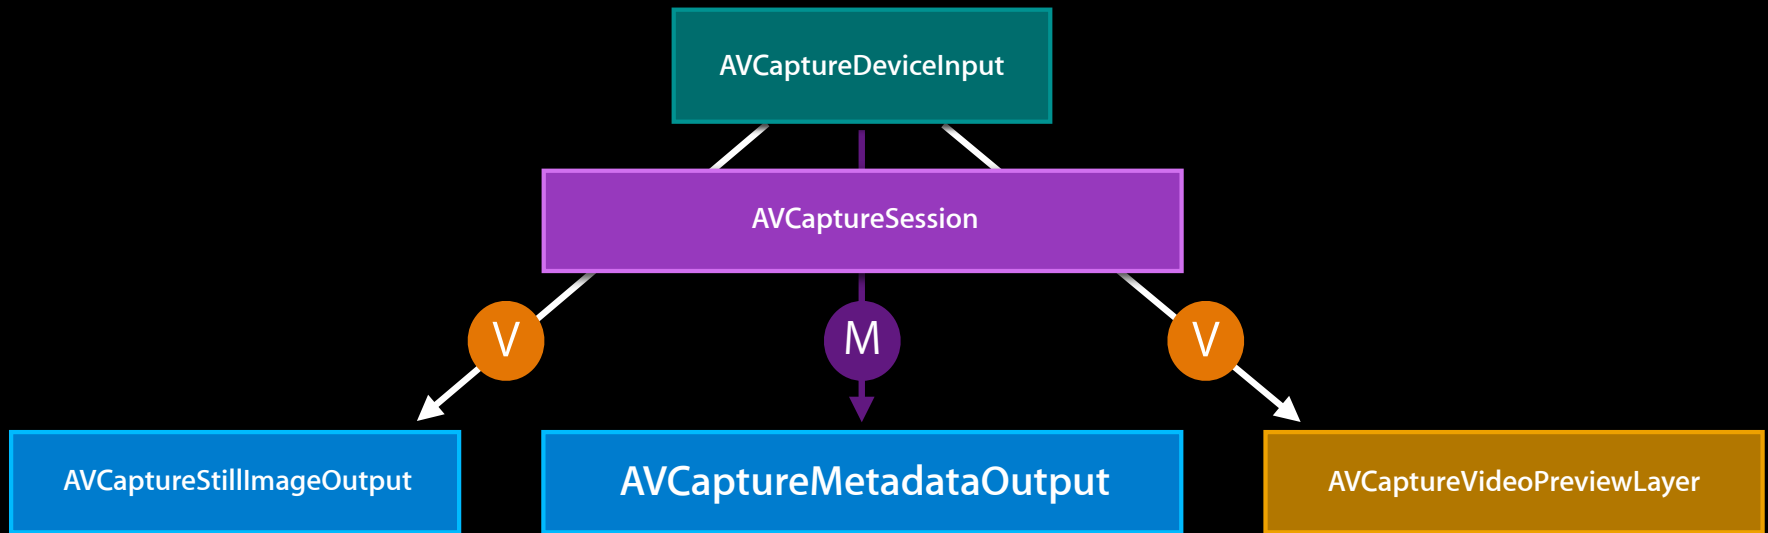 AVCaptureDeviceInput
AVCaptureSession
V
M
V
AVCaptureStillImageOutput
AVCaptureMetadataOutput
AVCaptureVideoPreviewLayer